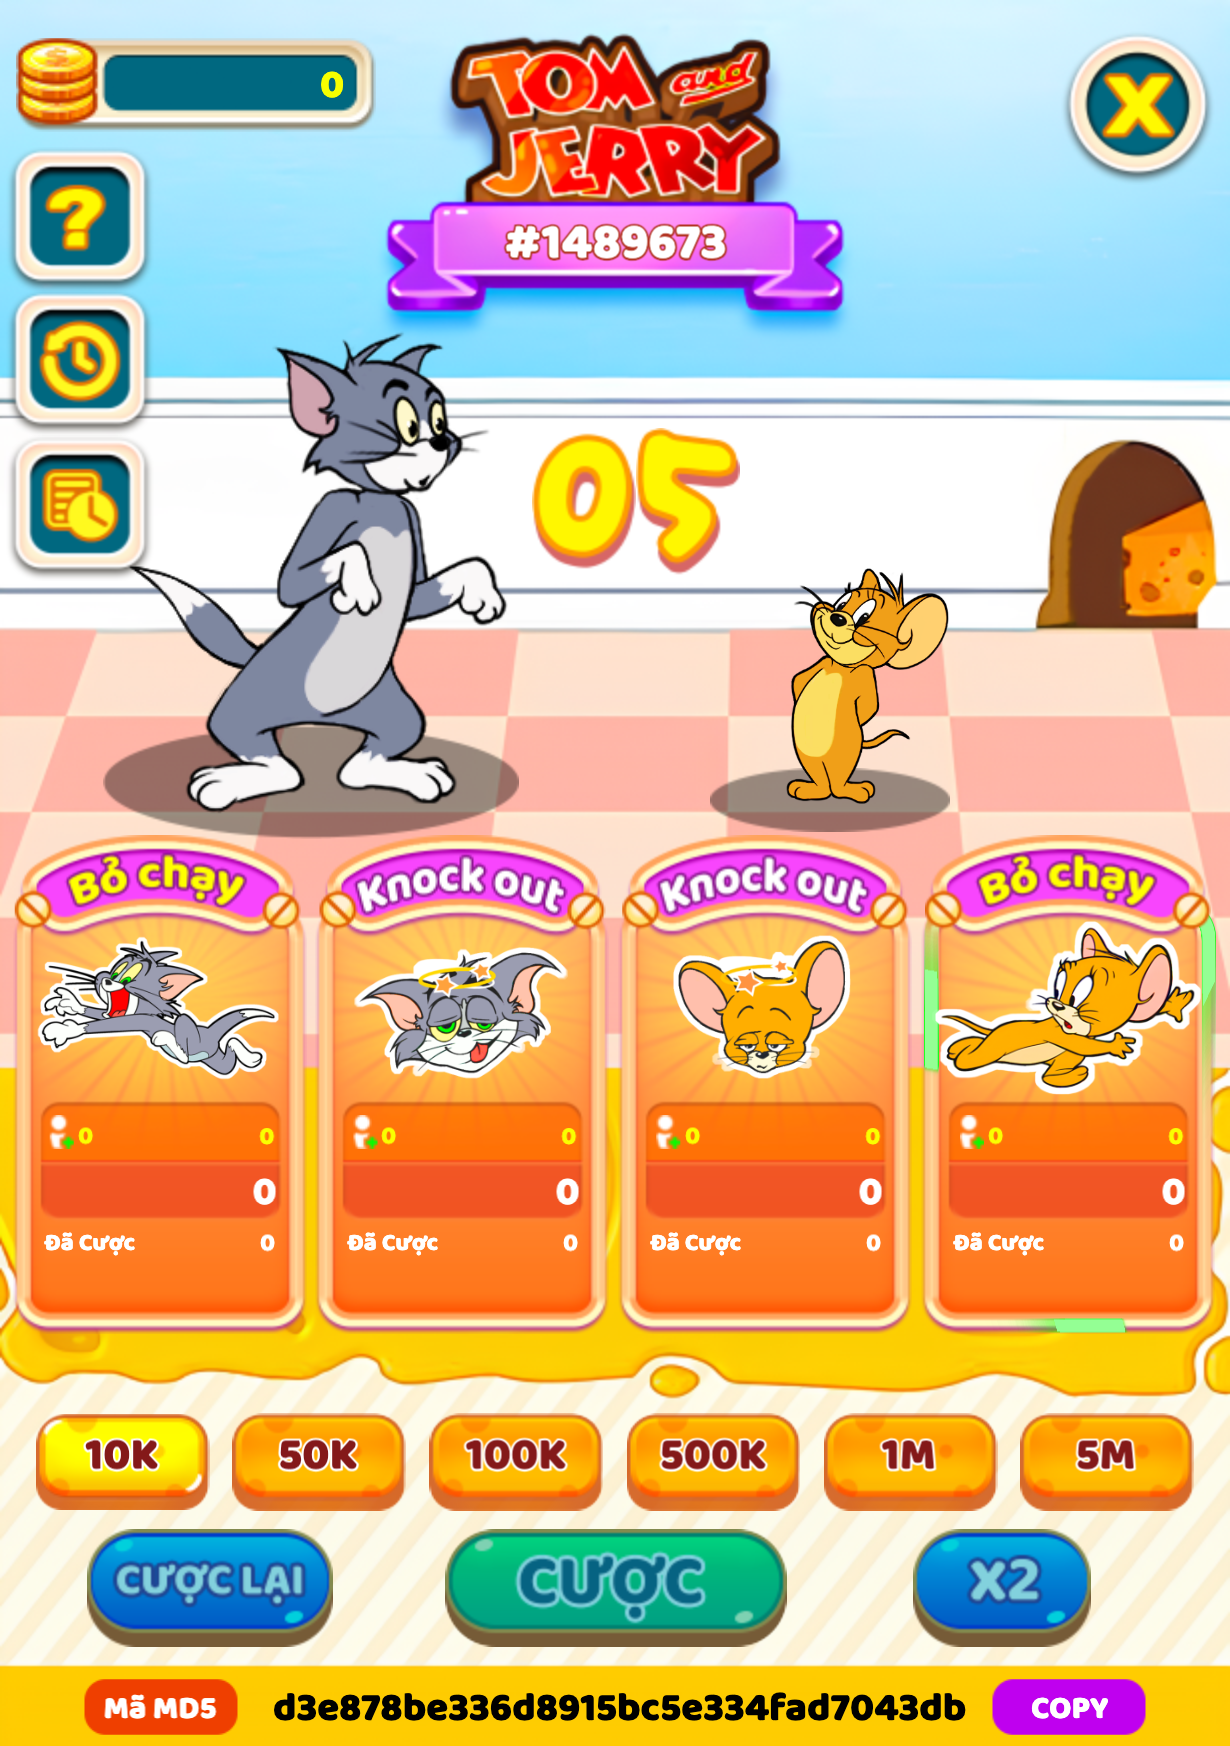 0
TOM and
JERRY
X
?
#1489673
05
Bỏ chạy
Knock out
Knock out
Bỏ chạy
0 0
0 0
0 0
0 0
0
0
0
0
Đã Cược 0
Đã Cược 0
Đã Cược 0
Đã Cược 0
10K
50K
100K
500K
1M
5M
CƯỢC LẠI
CƯỢC
X2
Mã MD5
d3e878be336d8915bc5e334fad7043db
COPY